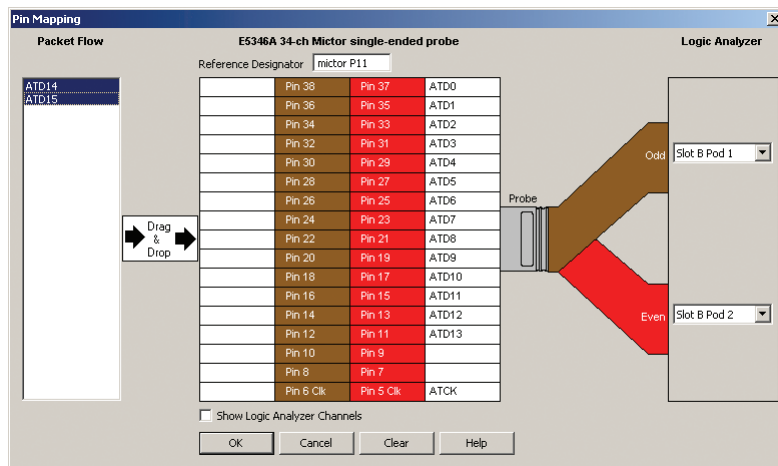 Pin Mapping
Packet Flow
E5346A 34-ch Mictor single-ended probe
Logic Analyzer
Reference Designator mictor P11
ATD14
ATD15
Pin 38 Pin 37 ATD0
Pin 36 Pin 35 ATD1
Pin 34 Pin 33 ATD2
Pin 32 Pin 31 ATD3
Pin 30 Pin 29 ATD4
Pin 28 Pin 27 ATD5
Pin 26 Pin 25 ATD6
Pin 24 Pin 23 ATD7
Pin 22 Pin 21 ATD8
Pin 20 Pin 19 ATD9
Pin 18 Pin 17 ATD10
Pin 16 Pin 15 ATD11
Pin 14 Pin 13 ATD12
Pin 12 Pin 11 ATD13
Pin 10 Pin 9
Pin 8 Pin 7
Pin 6 Clk Pin 5 Clk ATCK
Drag
&
Drop
Probe
Odd
Slot B Pod 1
Even
Slot B Pod 2
Show Logic Analyzer Channels
OK
Cancel
Clear
Help